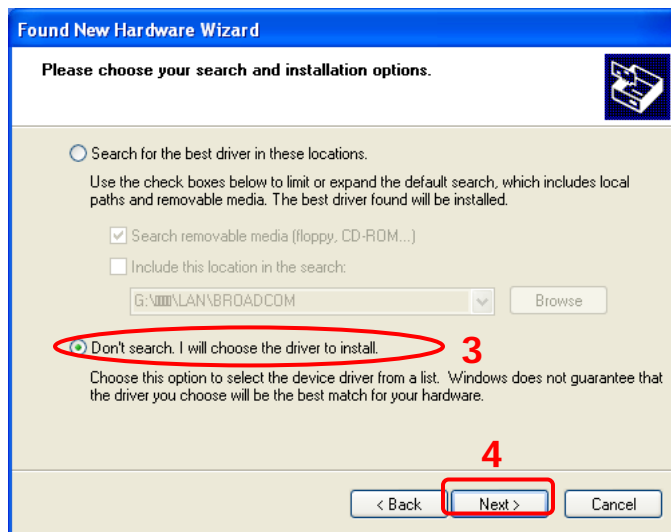 Found New Hardware Wizard
Please choose your search and installation options.
Search for the best driver in these locations.
Use the check boxes below to limit or expand the default search, which includes local
paths and removable media. The best driver found will be installed.
Search removable media (floppy, CD-ROM...)
Include this location in the search:
\LAN\BROADCOM
Browse
Don't search. I will choose the driver to install.
3
Choose this option to select the device driver from a list. Windows does not guarantee that
the driver you choose will be the best match for your hardware.
4
< Back
Next >
Cancel